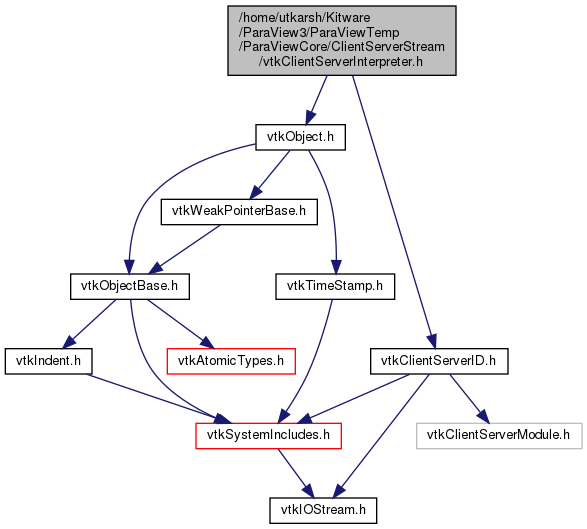 /home/utkarsh/Kitware
/ParaView3/ParaViewTemp
/ParaViewCore/ClientServerStream
/vtkClientServerInterpreter.h
vtkObject.h
vtkWeakPointerBase.h
vtkObjectBase.h
vtkTimeStamp.h
vtkIndent.h
vtkAtomicTypes.h
vtkClientServerID.h
vtkSystemIncludes.h
vtkClientServerModule.h
vtkIOStream.h